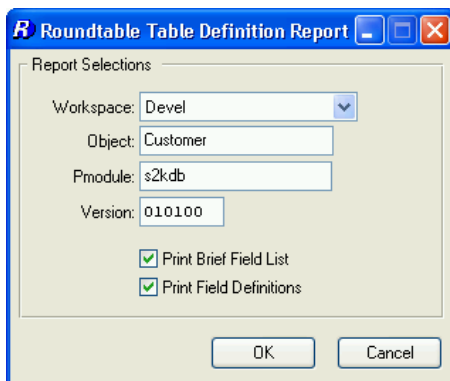 R Roundtable Table Definition Report
Report Selections
Workspace: Devel
Object: Customer
Pmodule: s2kdb
Version: 010100
Print Brief Field List
Print Field Definitions
OK Cancel